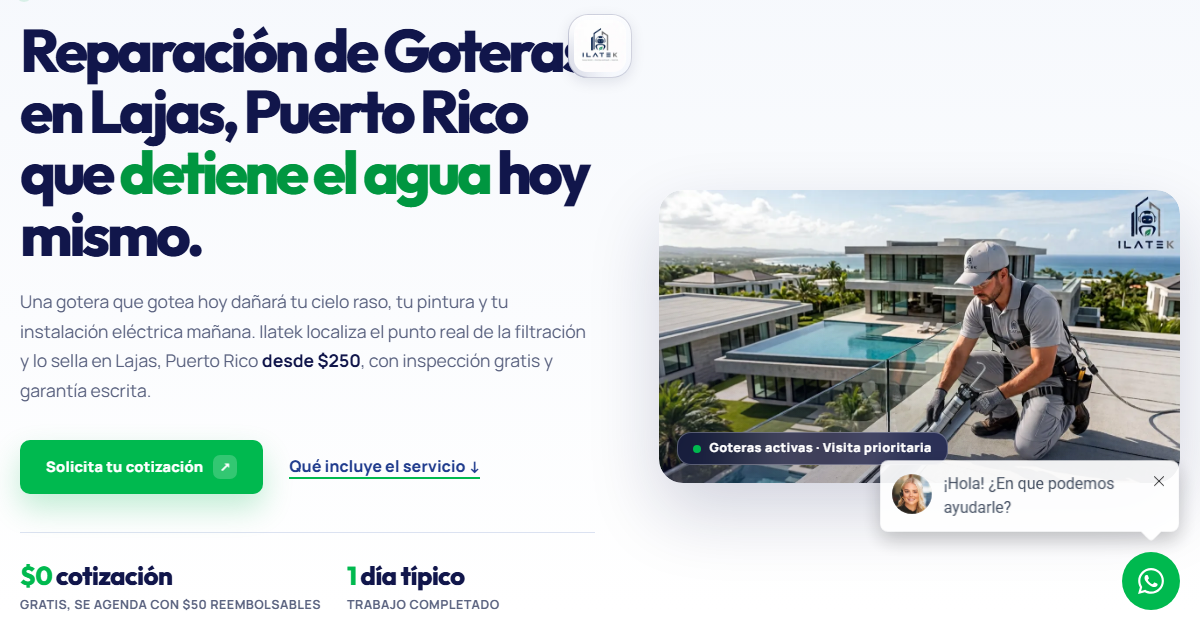 Reparación de Goteras
en Lajas, Puerto Rico
que detiene el agua hoy
mismo.
ILATEK
Una gotera que gotea hoy dañará tu cielo raso, tu pintura y tu
instalación eléctrica mañana. Ilatek localiza el punto real de la filtración
y lo sella en Lajas, Puerto Rico desde $250, con inspección gratis y
garantía escrita.
Solicita tu cotización ↗
Qué incluye el servicio ↓
$0 cotización
GRATIS, SE AGENDA CON $50 REEMBOLSABLES
1 día típico
TRABAJO COMPLETADO
ILATEK
Goteras activas · Visita prioritaria
¡Hola! ¿En que podemos
ayudarle?